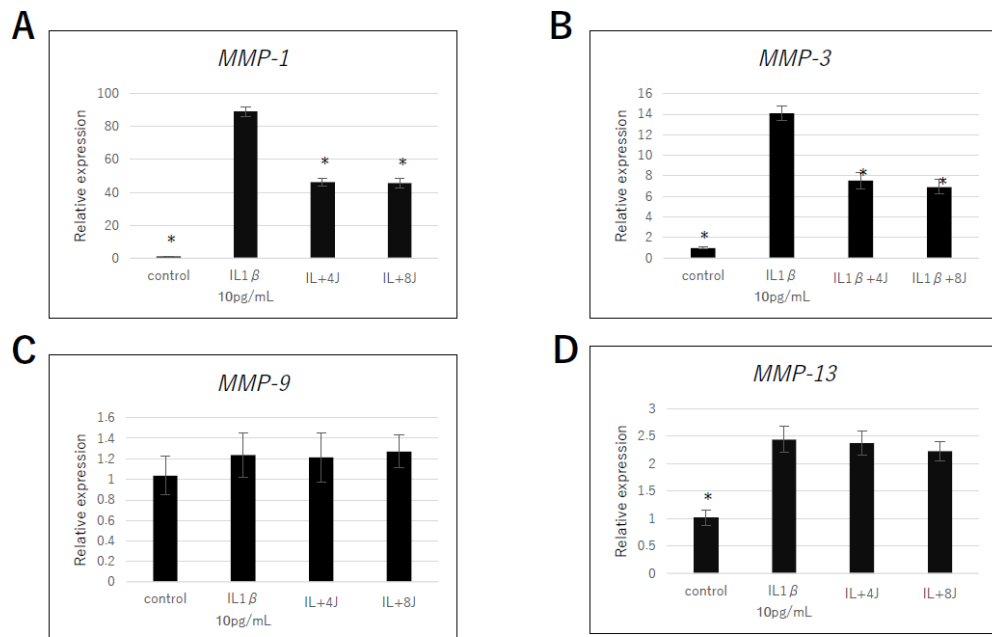 A
MMP-1
Relative expression
100
80
60
40
20
0
*
*
*
control
IL1β
10pg/mL
IL+4J
IL+8J
B
MMP-3
Relative expression
16
14
12
10
8
6
4
2
0
*
*
*
control
IL1β
10pg/mL
IL1β+4J
IL1β+8J
C
MMP-9
Relative expression
1.6
1.4
1.2
1
0.8
0.6
0.4
0.2
0
control
IL1β
10pg/mL
IL+4J
IL+8J
D
MMP-13
Relative expression
3
2.5
2
1.5
1
0.5
0
*
control
IL1β
10pg/mL
IL+4J
IL+8J